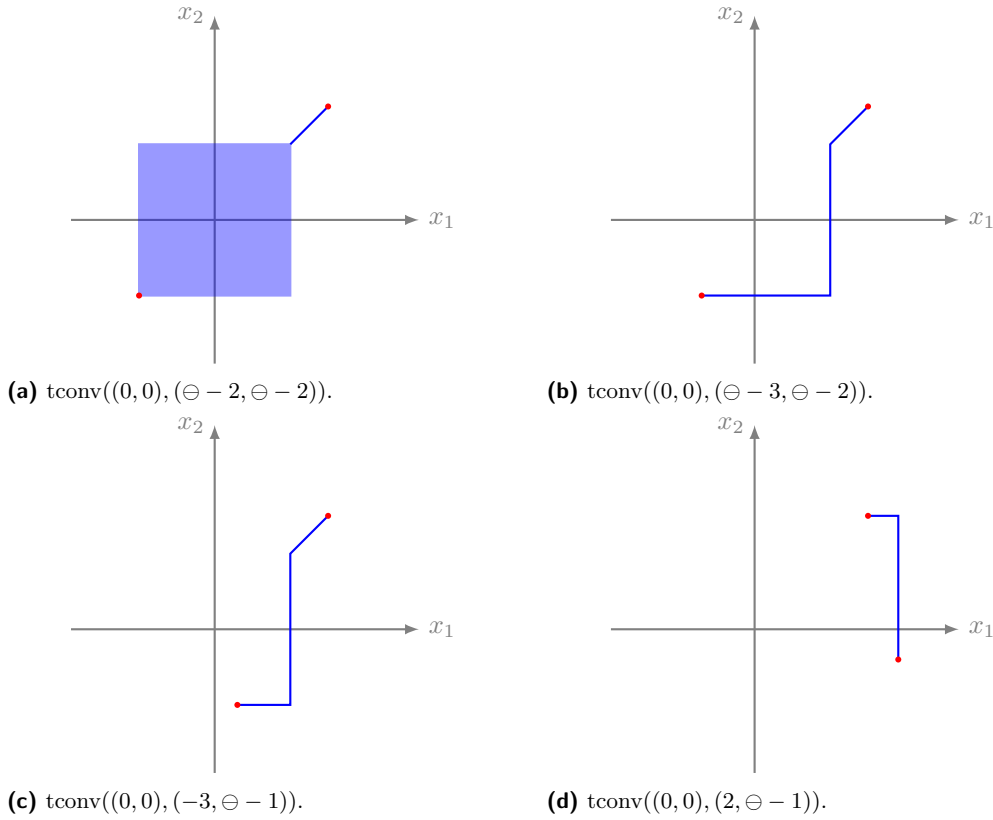 x₂
x₂
x₁
x₁
(a) tconv((0, 0), (⊖ − 2, ⊖ − 2)).
(b) tconv((0, 0), (⊖ − 3, ⊖ − 2)).
x₂
x₂
x₁
x₁
(c) tconv((0, 0), (−3, ⊖ − 1)).
(d) tconv((0, 0), (2, ⊖ − 1)).